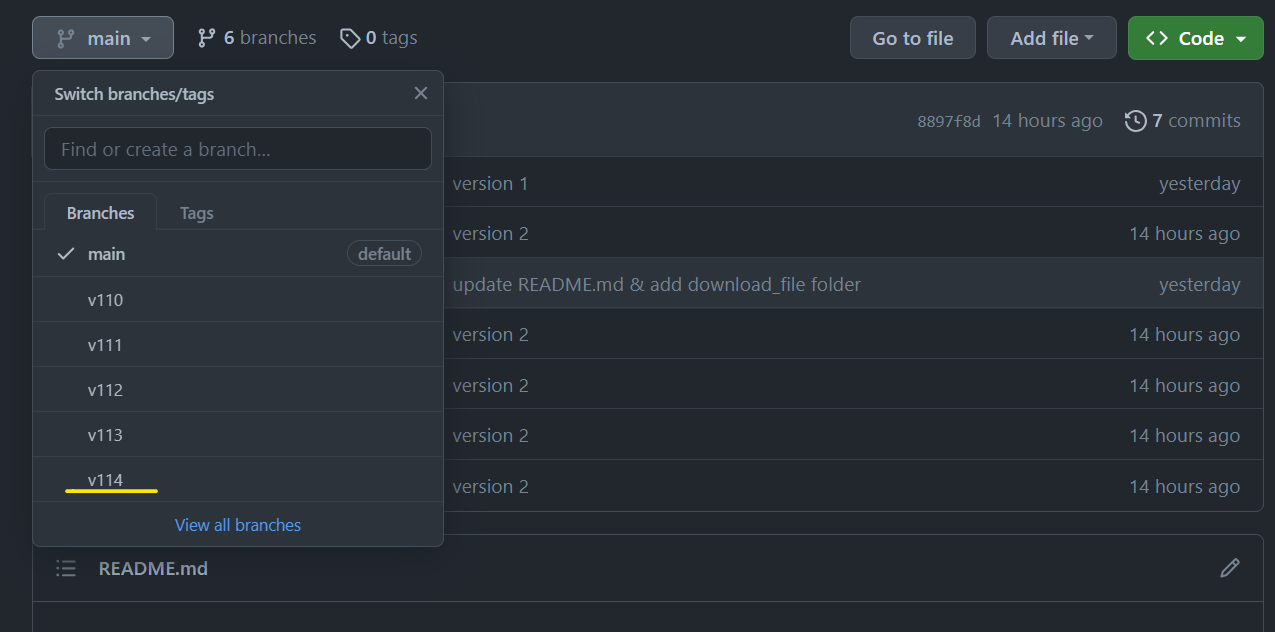 main 6 branches 0 tags Go to file Add file Code
Switch branches/tags
8897f8d 14 hours ago 7 commits
Find or create a branch...
version 1 yesterday
Branches Tags
version 2 14 hours ago
main default
update README.md & add download_file folder yesterday
v110
version 2 14 hours ago
v111
version 2 14 hours ago
v112
version 2 14 hours ago
v113
version 2 14 hours ago
v114
View all branches
README.md